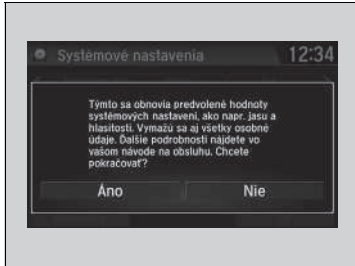 Systémové nastavenia 12:34
Týmto sa obnovia predvolené hodnoty
systémových nastavení, ako napr. jasu a
hlasitosti. Vymažú sa aj všetky osobné
údaje. Ďalšie podrobnosti nájdete vo
vašom návode na obsluhu. Chcete
pokračovať?
Áno Nie